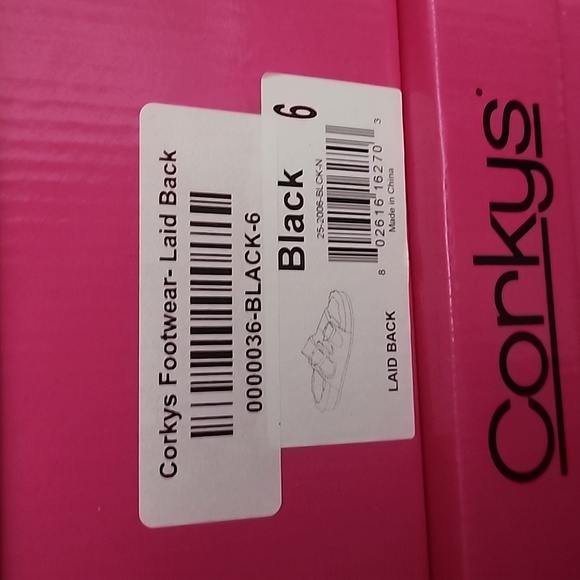 Corkys Footwear- Laid Back
0000036-BLACK-6
Black 6
25-2006-BLCK-N
8 02616 16270 3
Made in China
LAID BACK
Corkys